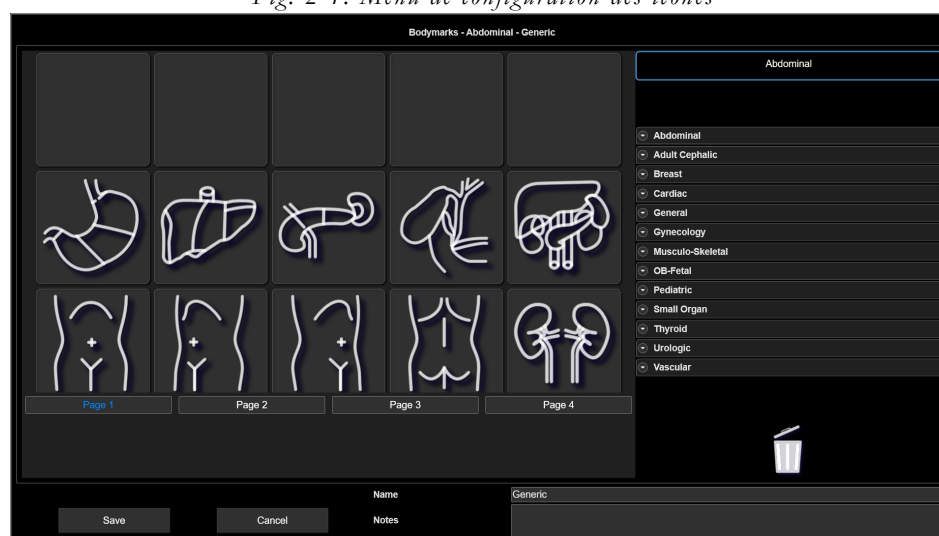 Fig. 2-7: Menu de configuration des icônes
Bodymarks - Abdominal - Generic
Abdominal
Abdominal
Adult Cephalic
Breast
Cardiac
General
Gynecology
Musculo-Skeletal
OB-Fetal
Pediatric
Small Organ
Thyroid
Urologic
Vascular
Page 1 Page 2 Page 3 Page 4
Name Generic
Save Cancel Notes